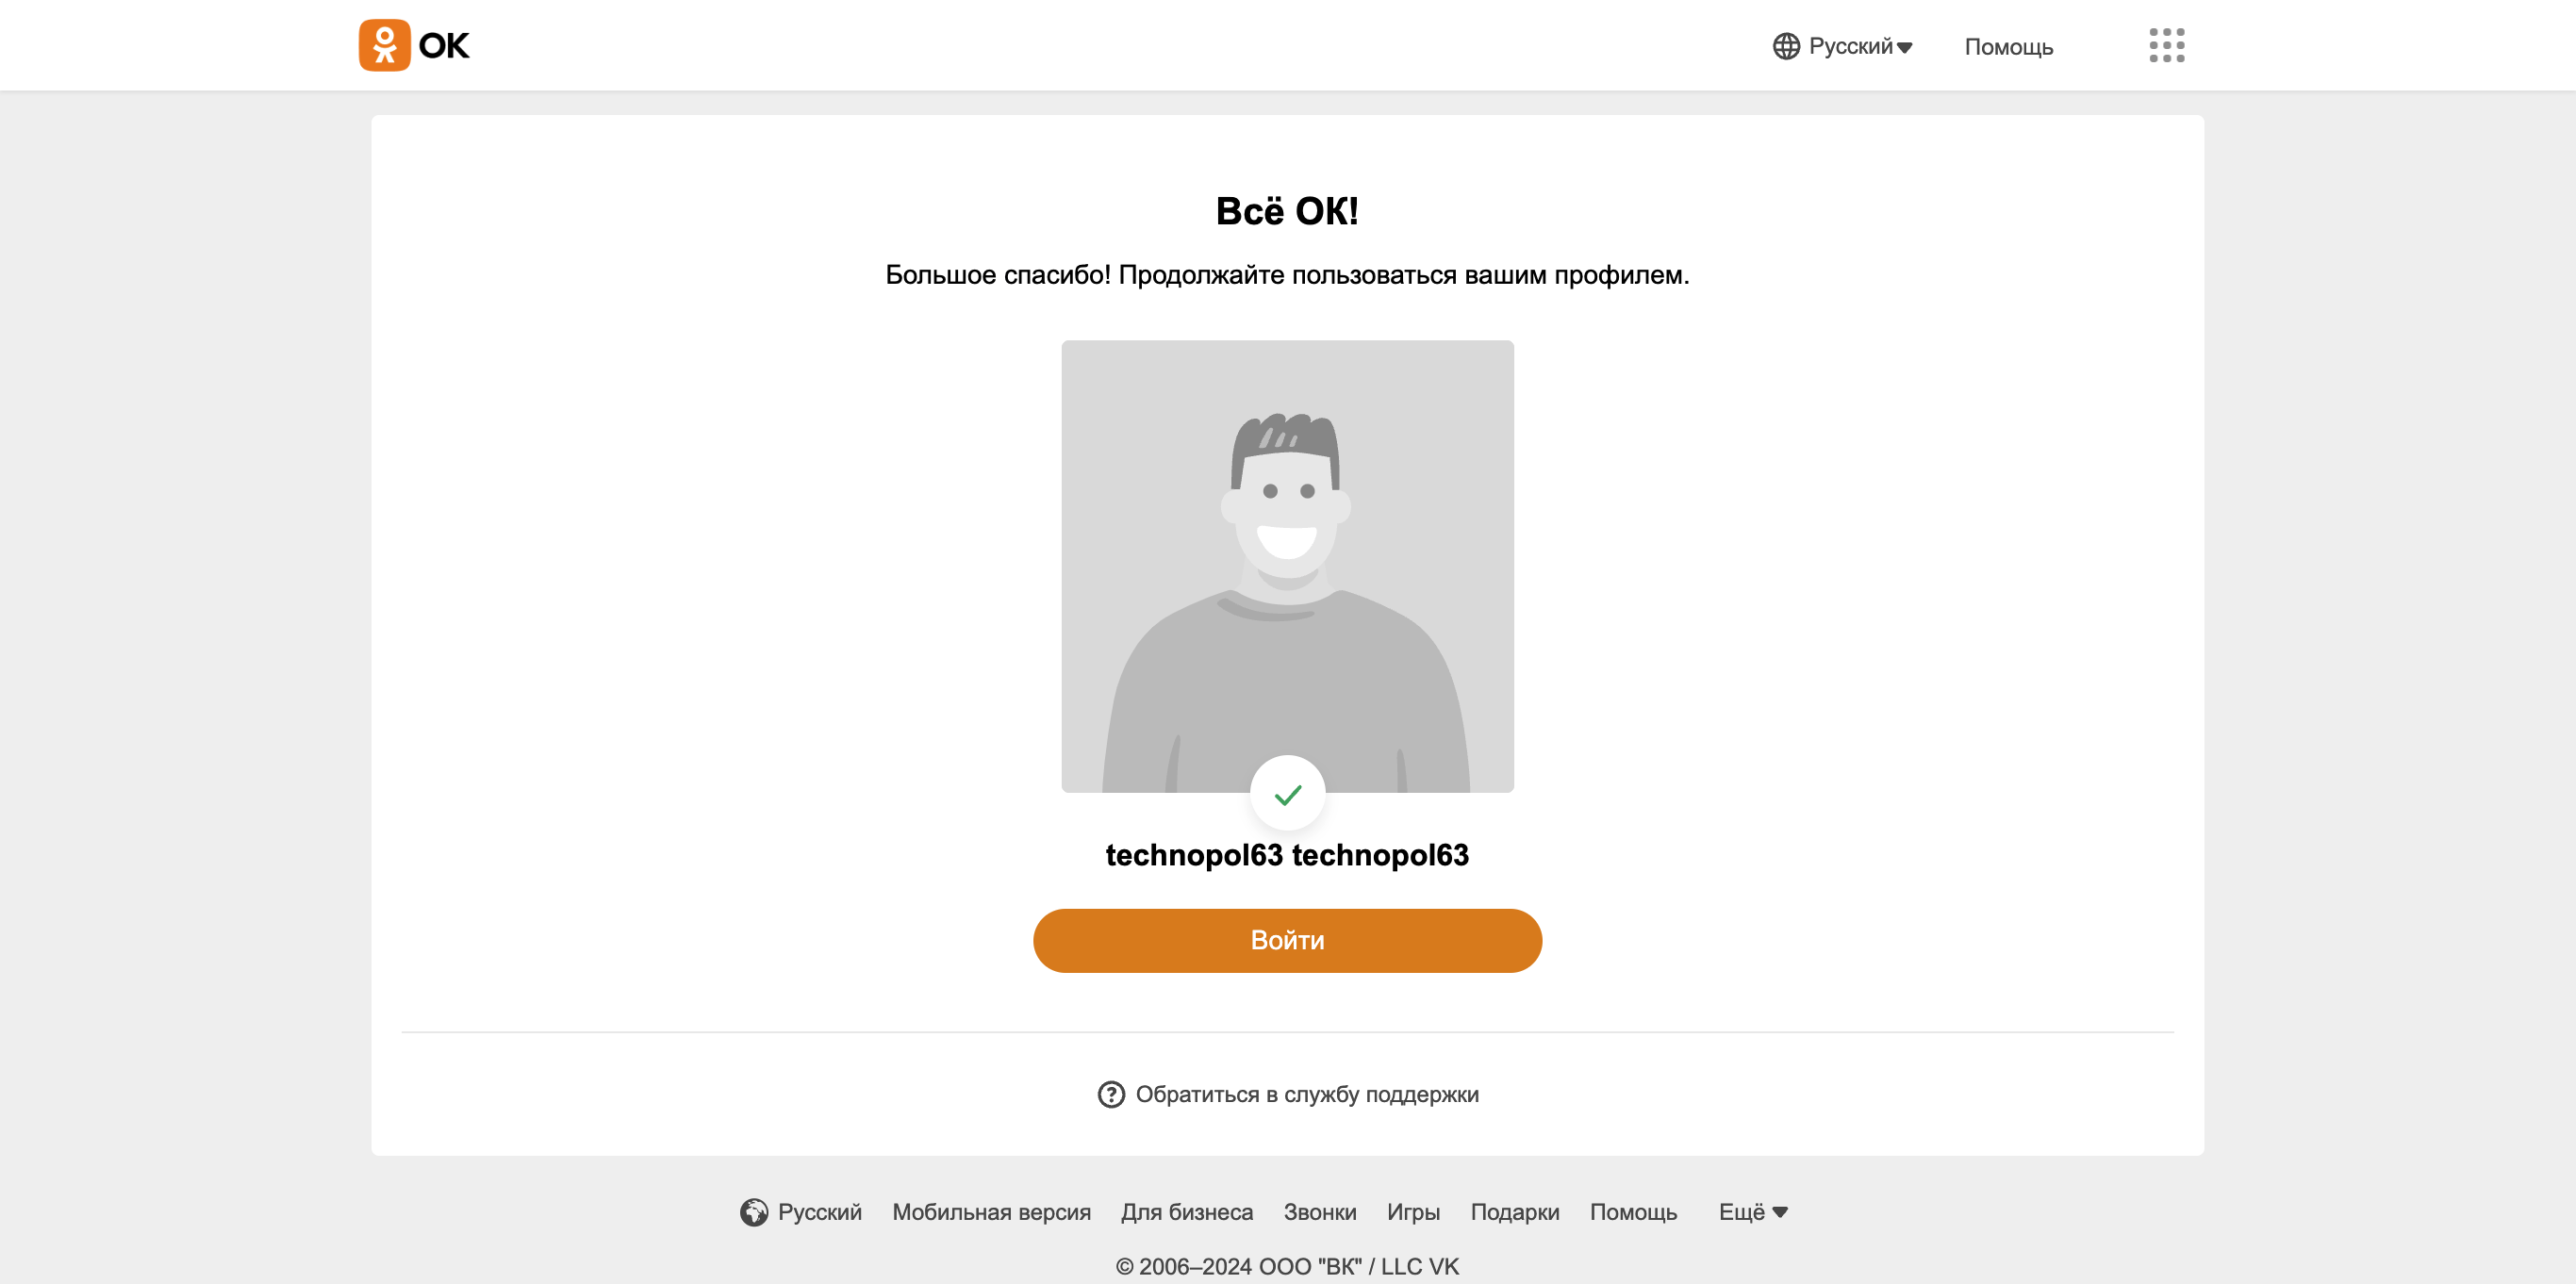 ОК
Русский Помощь
Всё ОК!
Большое спасибо! Продолжайте пользоваться вашим профилем.
technopol63 technopol63
Войти
Обратиться в службу поддержки
Русский Мобильная версия Для бизнеса Звонки Игры Подарки Помощь Ещё
© 2006–2024 ООО "ВК" / LLC VK